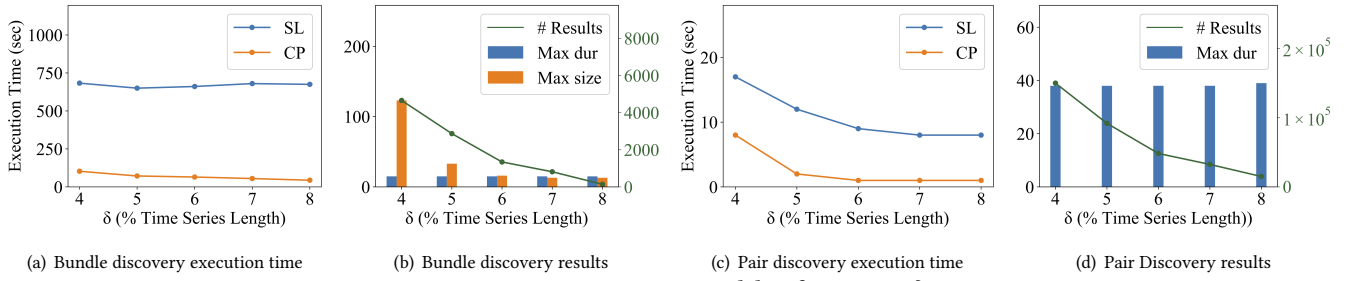 Execution Time (sec)
1000
750
500
250
0
4 5 6 7 8
δ (% Time Series Length)
SL
CP
(a) Bundle discovery execution time
200
100
0
4 5 6 7 8
δ (% Time Series Length)
# Results
Max dur
Max size
8000
6000
4000
2000
0
(b) Bundle discovery results
Execution Time (sec)
20
10
0
4 5 6 7 8
δ (% Time Series Length)
SL
CP
(c) Pair discovery execution time
60
40
20
0
4 5 6 7 8
δ (% Time Series Length))
# Results
Max dur
2 × 10⁵
1 × 10⁵
0
(d) Pair Discovery results